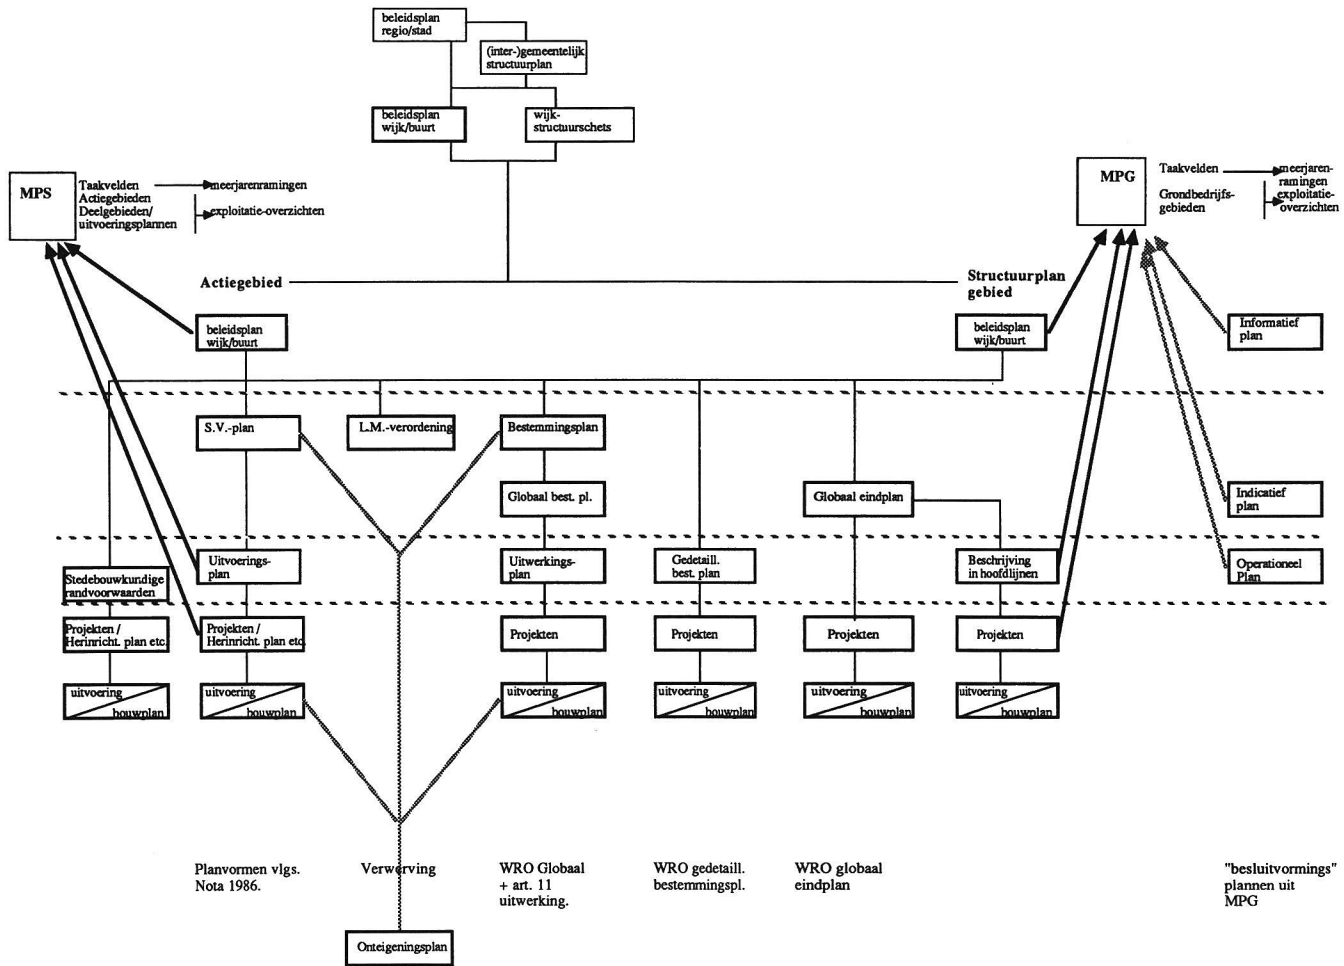 beleidsplan
regio/stad
(inter-)gemeentelijk
structuurplan
beleidsplan
wijk/buurt
wijk-
structuurschets
MPS
Taakvelden
Actiegebieden
Deelgebieden/
uitvoeringsplannen
meerjarenramingen
exploitatie-overzichten
MPG
Taakvelden
Grondbedrijfs-
gebieden
meerjaren-
ramingen
exploitatie-
overzichten
Actiegebied
Structuurplan
gebied
beleidsplan
wijk/buurt
beleidsplan
wijk/buurt
Informatief
plan
S.V.-plan
L.M.-verordening
Bestemmingsplan
Globaal best. pl.
Globaal eindplan
Indicatief
plan
Stedebouwkundige
randvoorwaarden
Uitvoerings-
plan
Uitwerkings-
plan
Gedetaill.
best. plan
Beschrijving
in hoofdlijnen
Operationeel
Plan
Projekten /
Herinricht. plan etc.
Projekten /
Herinricht. plan etc.
Projekten
Projekten
Projekten
Projekten
uitvoering
bouwplan
uitvoering
bouwplan
uitvoering
bouwplan
uitvoering
bouwplan
uitvoering
bouwplan
uitvoering
bouwplan
Planvormen vlgs.
Nota 1986.
Verwerving
WRO Globaal
+ art. 11
uitwerking.
WRO gedetaill.
bestemmingspl.
WRO globaal
eindplan
"besluitvormings"
plannen uit
MPG
Onteigeningsplan